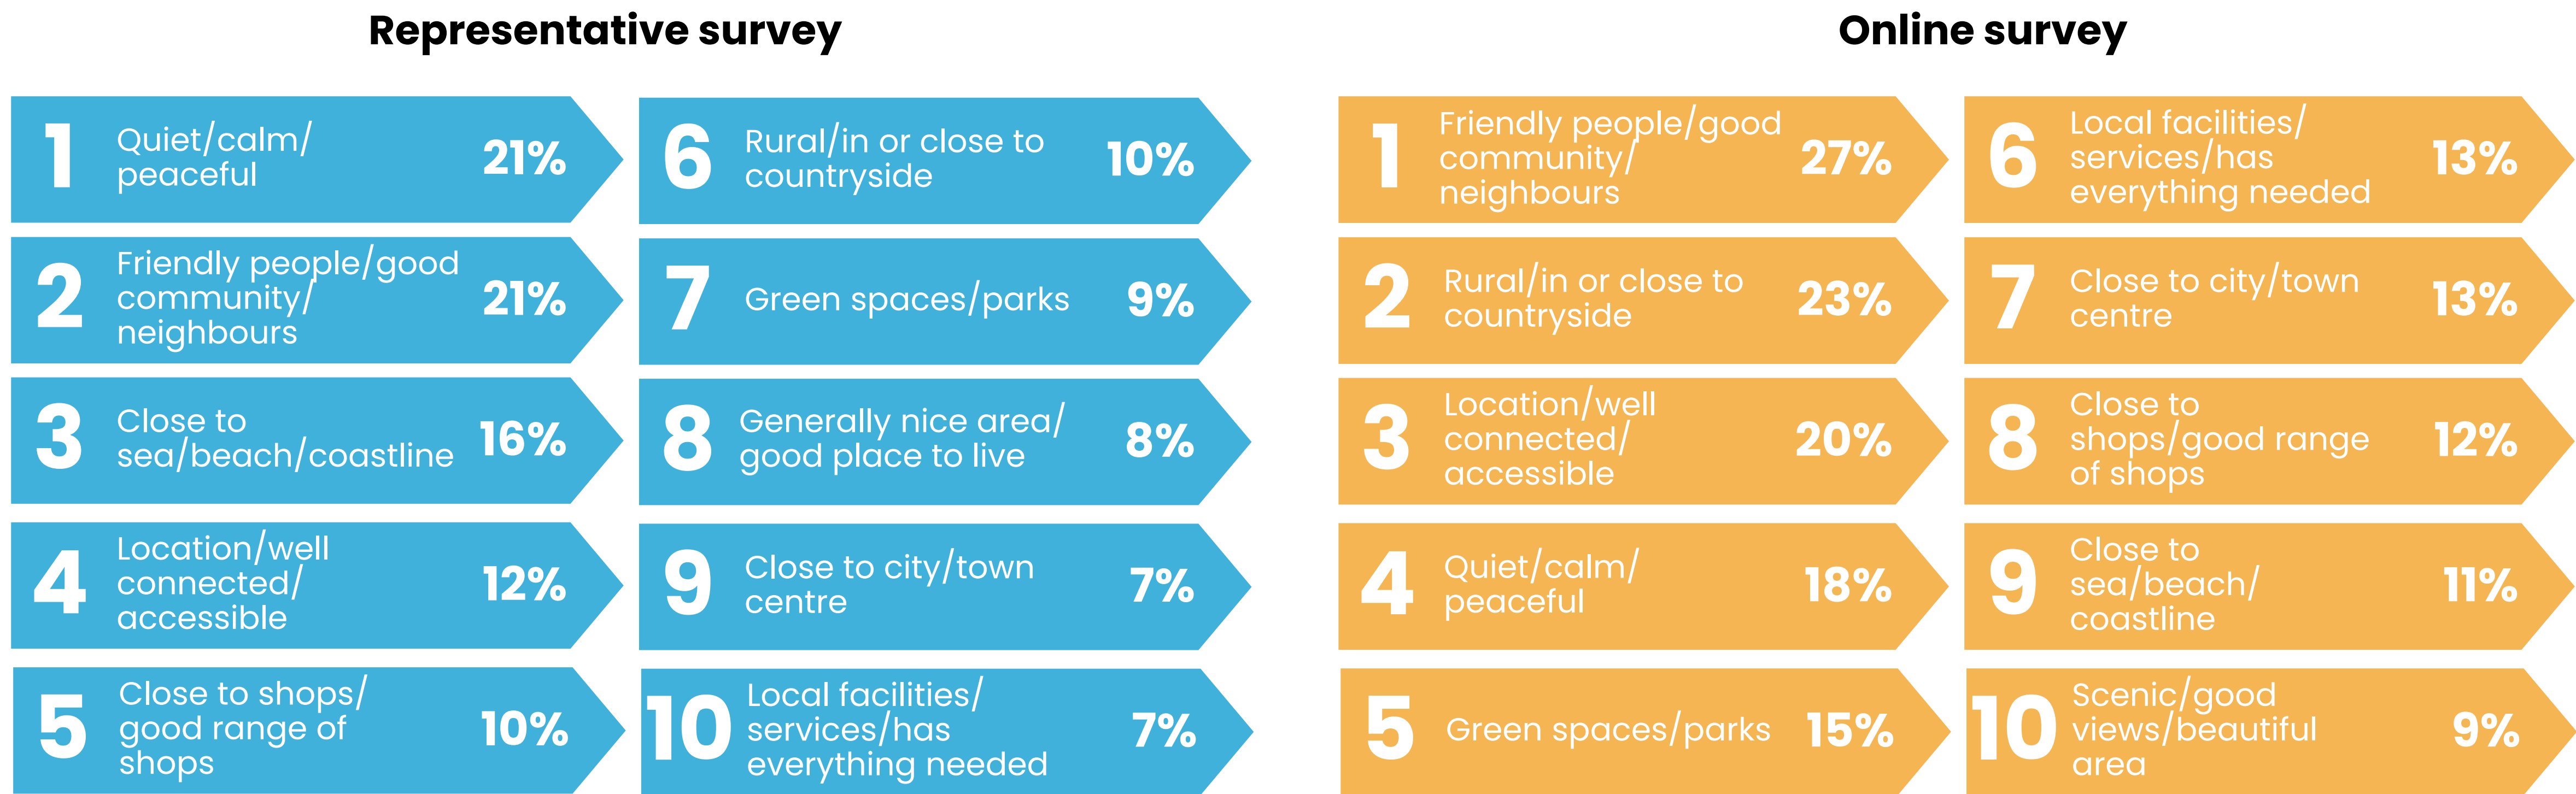 Representative survey
1
Quiet/calm/
peaceful
21%
2
Friendly people/good
community/
neighbours
21%
3
Close to
sea/beach/coastline
16%
4
Location/well
connected/
accessible
12%
5
Close to shops/
good range of
shops
10%
6
Rural/in or close to
countryside
10%
7
Green spaces/parks
9%
8
Generally nice area/
good place to live
8%
9
Close to city/town
centre
7%
10
Local facilities/
services/has
everything needed
7%
Online survey
1
Friendly people/good
community/
neighbours
27%
2
Rural/in or close to
countryside
23%
3
Location/well
connected/
accessible
20%
4
Quiet/calm/
peaceful
18%
5
Green spaces/parks
15%
6
Local facilities/
services/has
everything needed
13%
7
Close to city/town
centre
13%
8
Close to
shops/good range
of shops
12%
9
Close to
sea/beach/
coastline
11%
10
Scenic/good
views/beautiful
area
9%